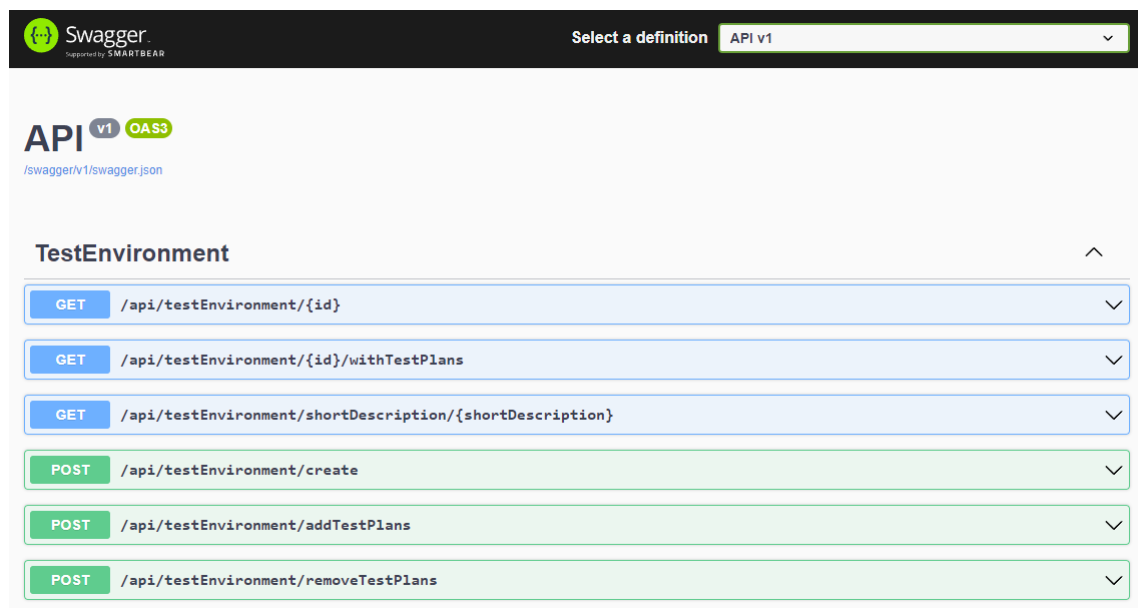 {···} Swagger.
Supported by SMARTBEAR
Select a definition
API v1
API v1 OAS3
/swagger/v1/swagger.json
TestEnvironment
GET /api/testEnvironment/{id}
GET /api/testEnvironment/{id}/withTestPlans
GET /api/testEnvironment/shortDescription/{shortDescription}
POST /api/testEnvironment/create
POST /api/testEnvironment/addTestPlans
POST /api/testEnvironment/removeTestPlans